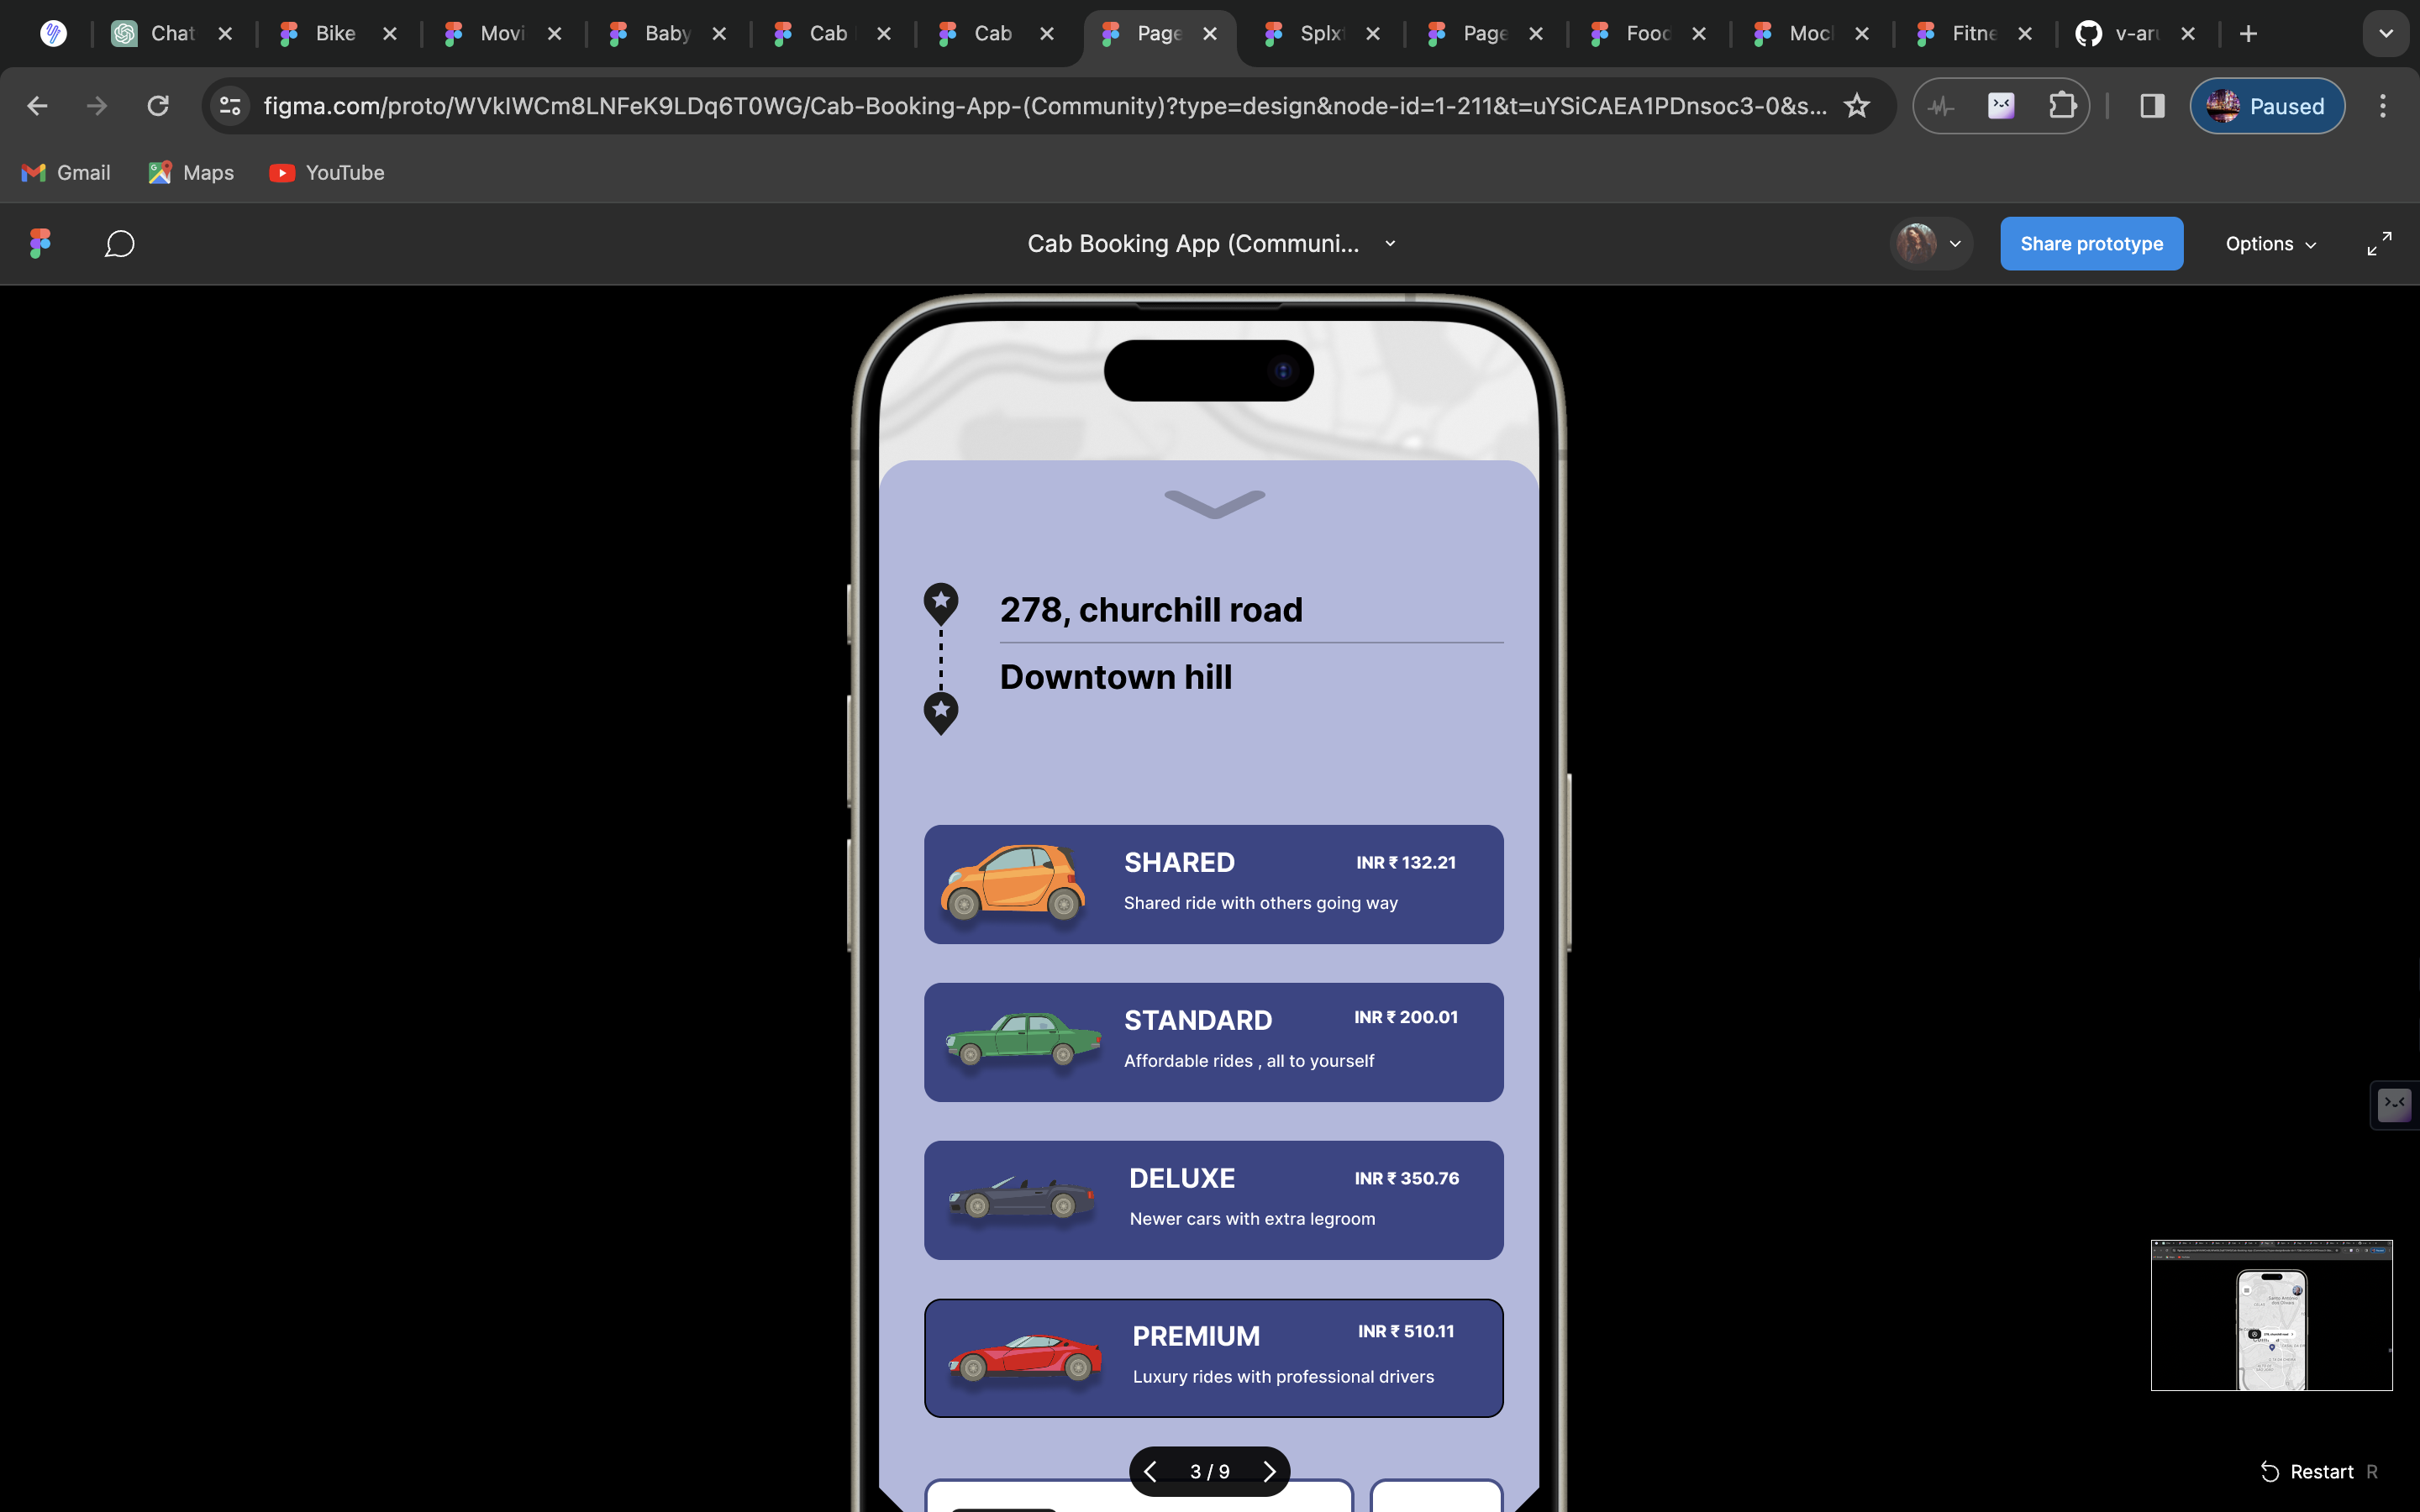 Chat
Bike
Movi
Baby
Cab
Cab
Page
Splx
Page
Food
Moc
Fitne
v-aru
figma.com/proto/WVkIWCm8LNFeK9LDq6T0WG/Cab-Booking-App-(Community)?type=design&node-id=1-211&t=uYSiCAEA1PDnsoc3-0&s...
Paused
Gmail
Maps
YouTube
Cab Booking App (Communi...
Share prototype
Options
278, churchill road
Downtown hill
SHARED
INR ₹ 132.21
Shared ride with others going way
STANDARD
INR ₹ 200.01
Affordable rides , all to yourself
DELUXE
INR ₹ 350.76
Newer cars with extra legroom
PREMIUM
INR ₹ 510.11
Luxury rides with professional drivers
3 / 9
Restart R